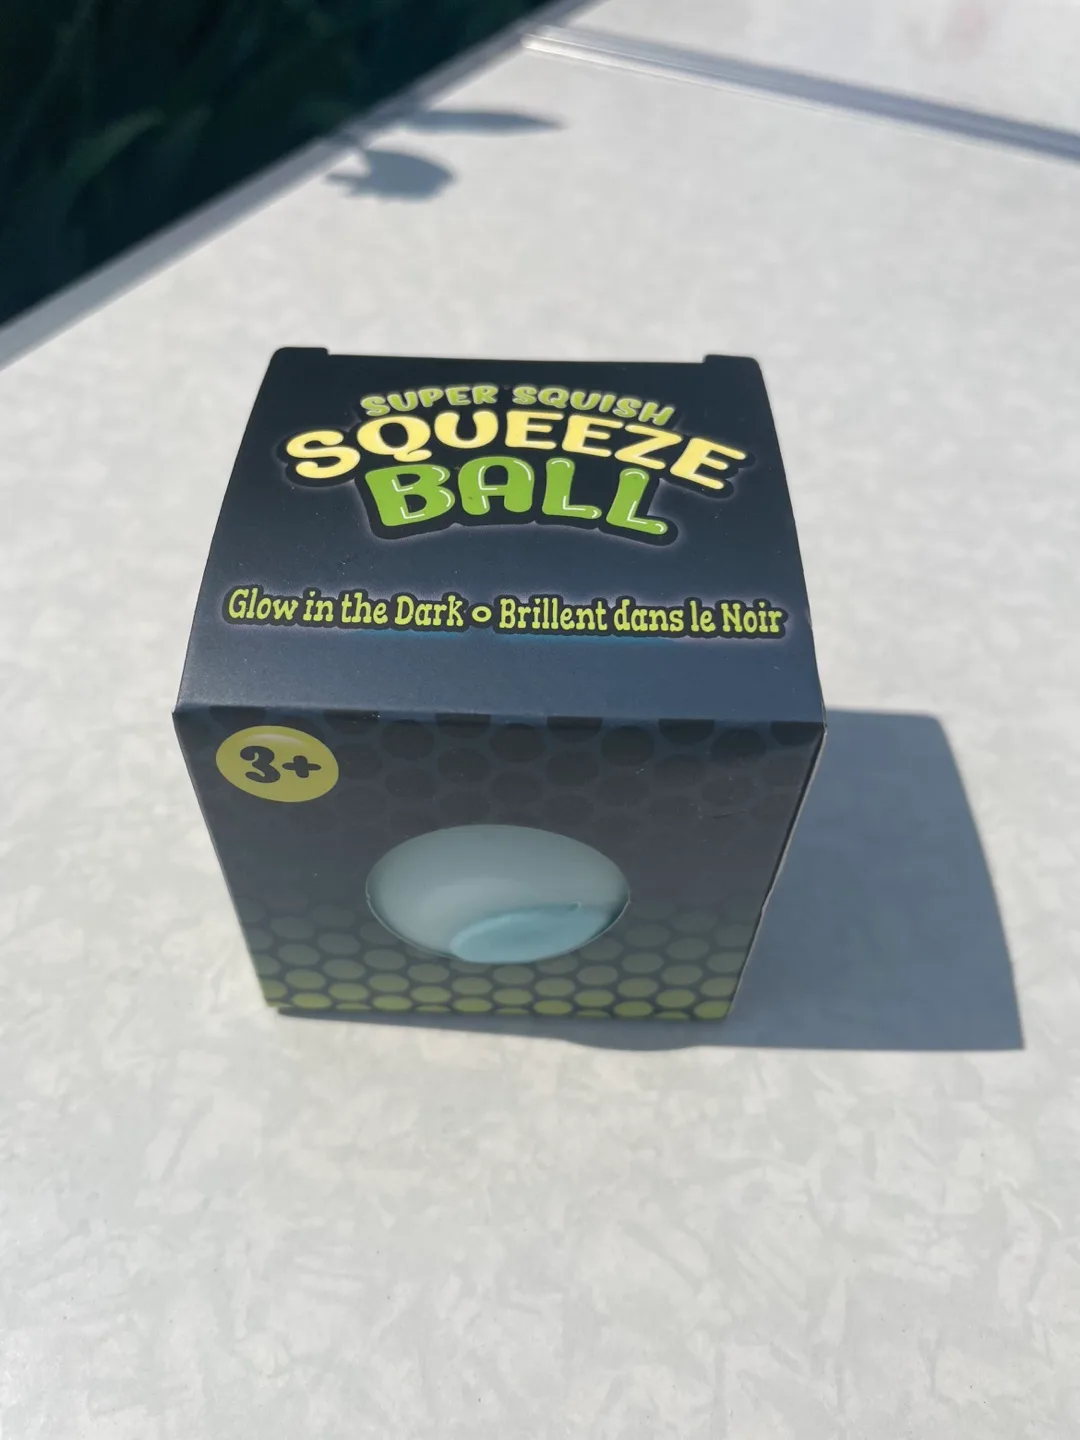 SUPER SQUISH
SQUEEZE
BALL
Glow in the Dark o Brillent dans le Noir
3+